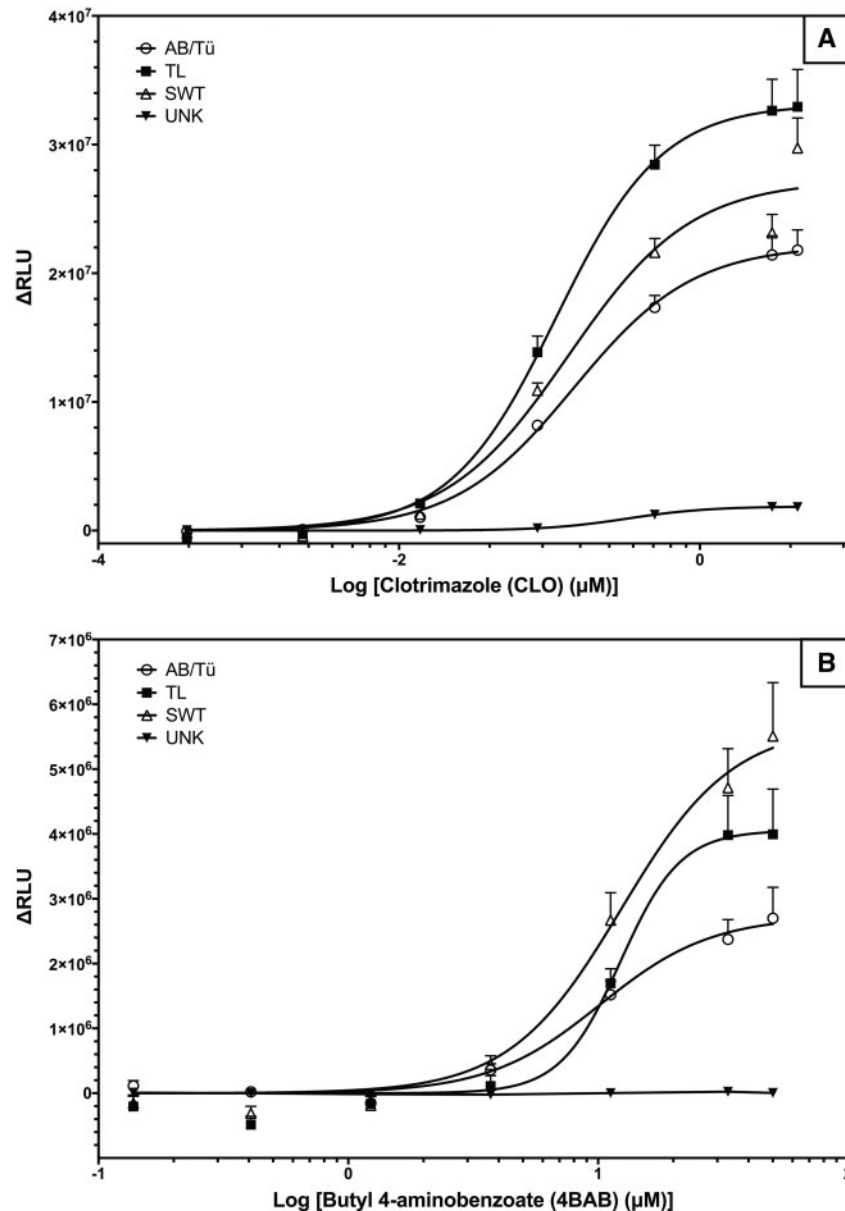 A
AB/Tü
TL
SWT
UNK
4×10⁷
3×10⁷
2×10⁷
1×10⁷
0
ΔRLU
-4 -2 0
Log [Clotrimazole (CLO) (µM)]
B
AB/Tü
TL
SWT
UNK
7×10⁶
6×10⁶
5×10⁶
4×10⁶
3×10⁶
2×10⁶
1×10⁶
0
ΔRLU
-1 0 1 2
Log [Butyl 4-aminobenzoate (4BAB) (µM)]